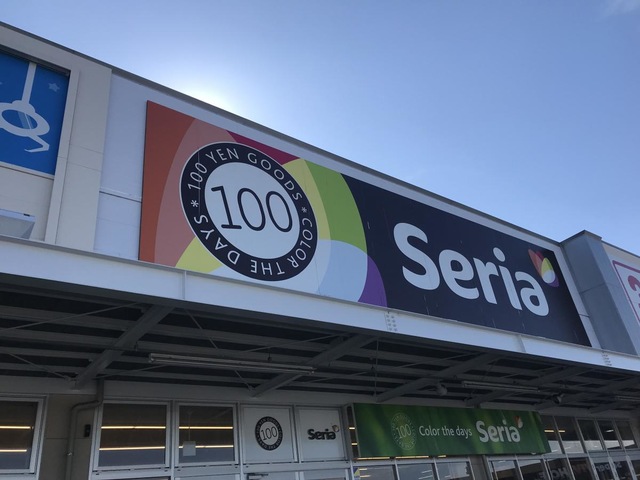 * 100 YEN GOODS * COLOR THE DAYS
100
Seria
100
Seria
100
Color the days
Seria